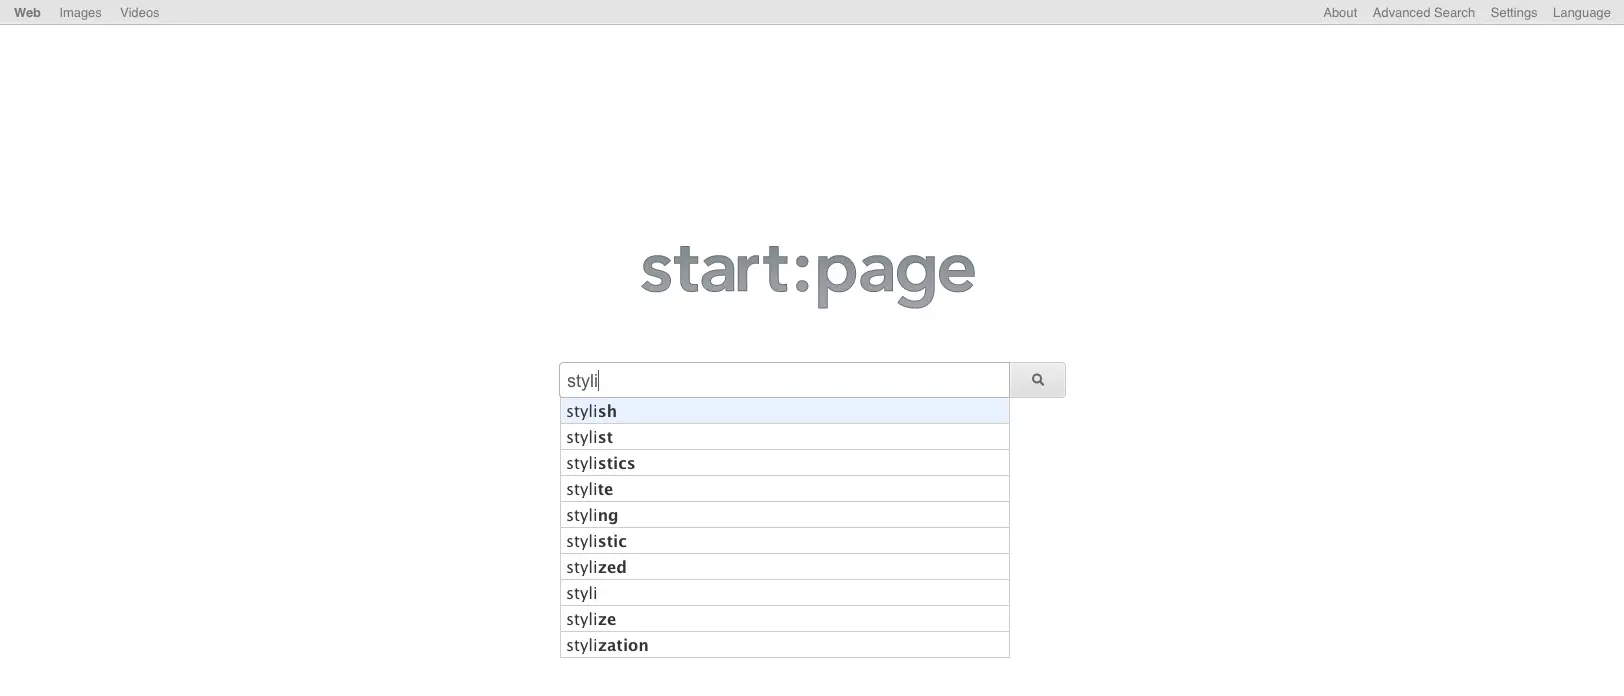 Web Images Videos About Advanced Search Settings Language
start:page
styli
stylish
stylist
stylistics
stylite
styling
stylistic
stylized
styli
stylize
stylization